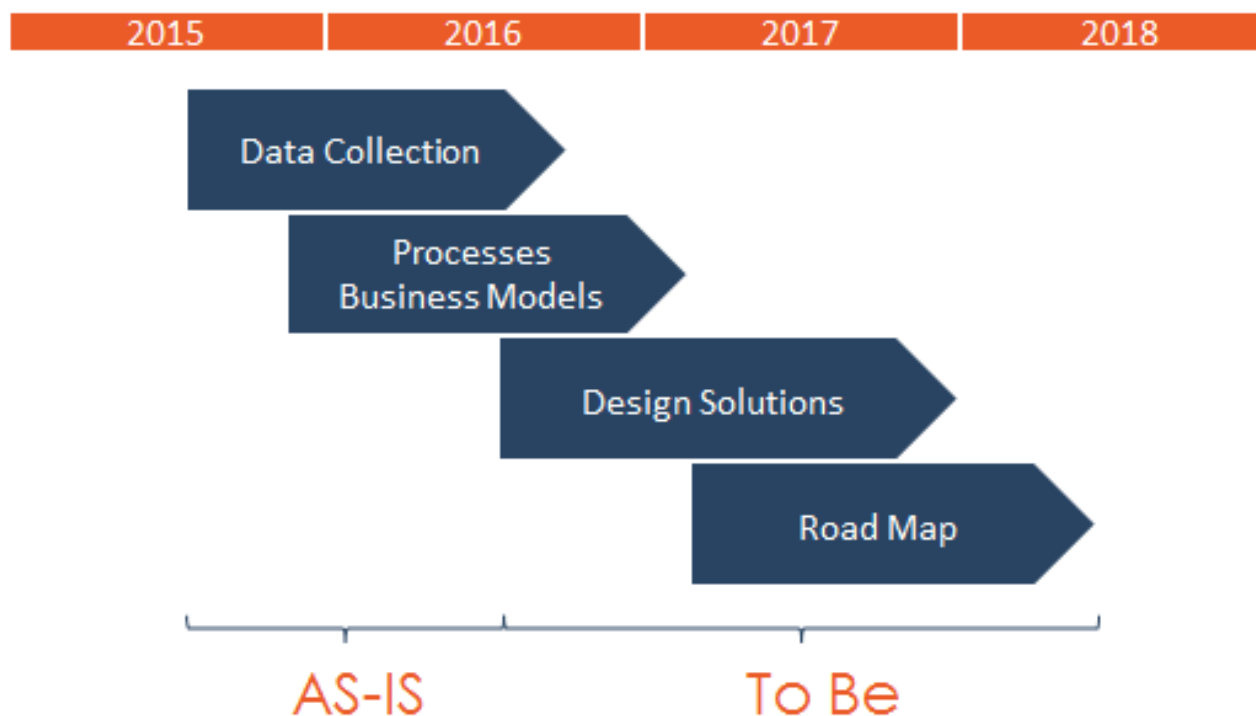 2015 2016 2017 2018
Data Collection
Processes
Business Models
Design Solutions
Road Map
AS-IS To Be